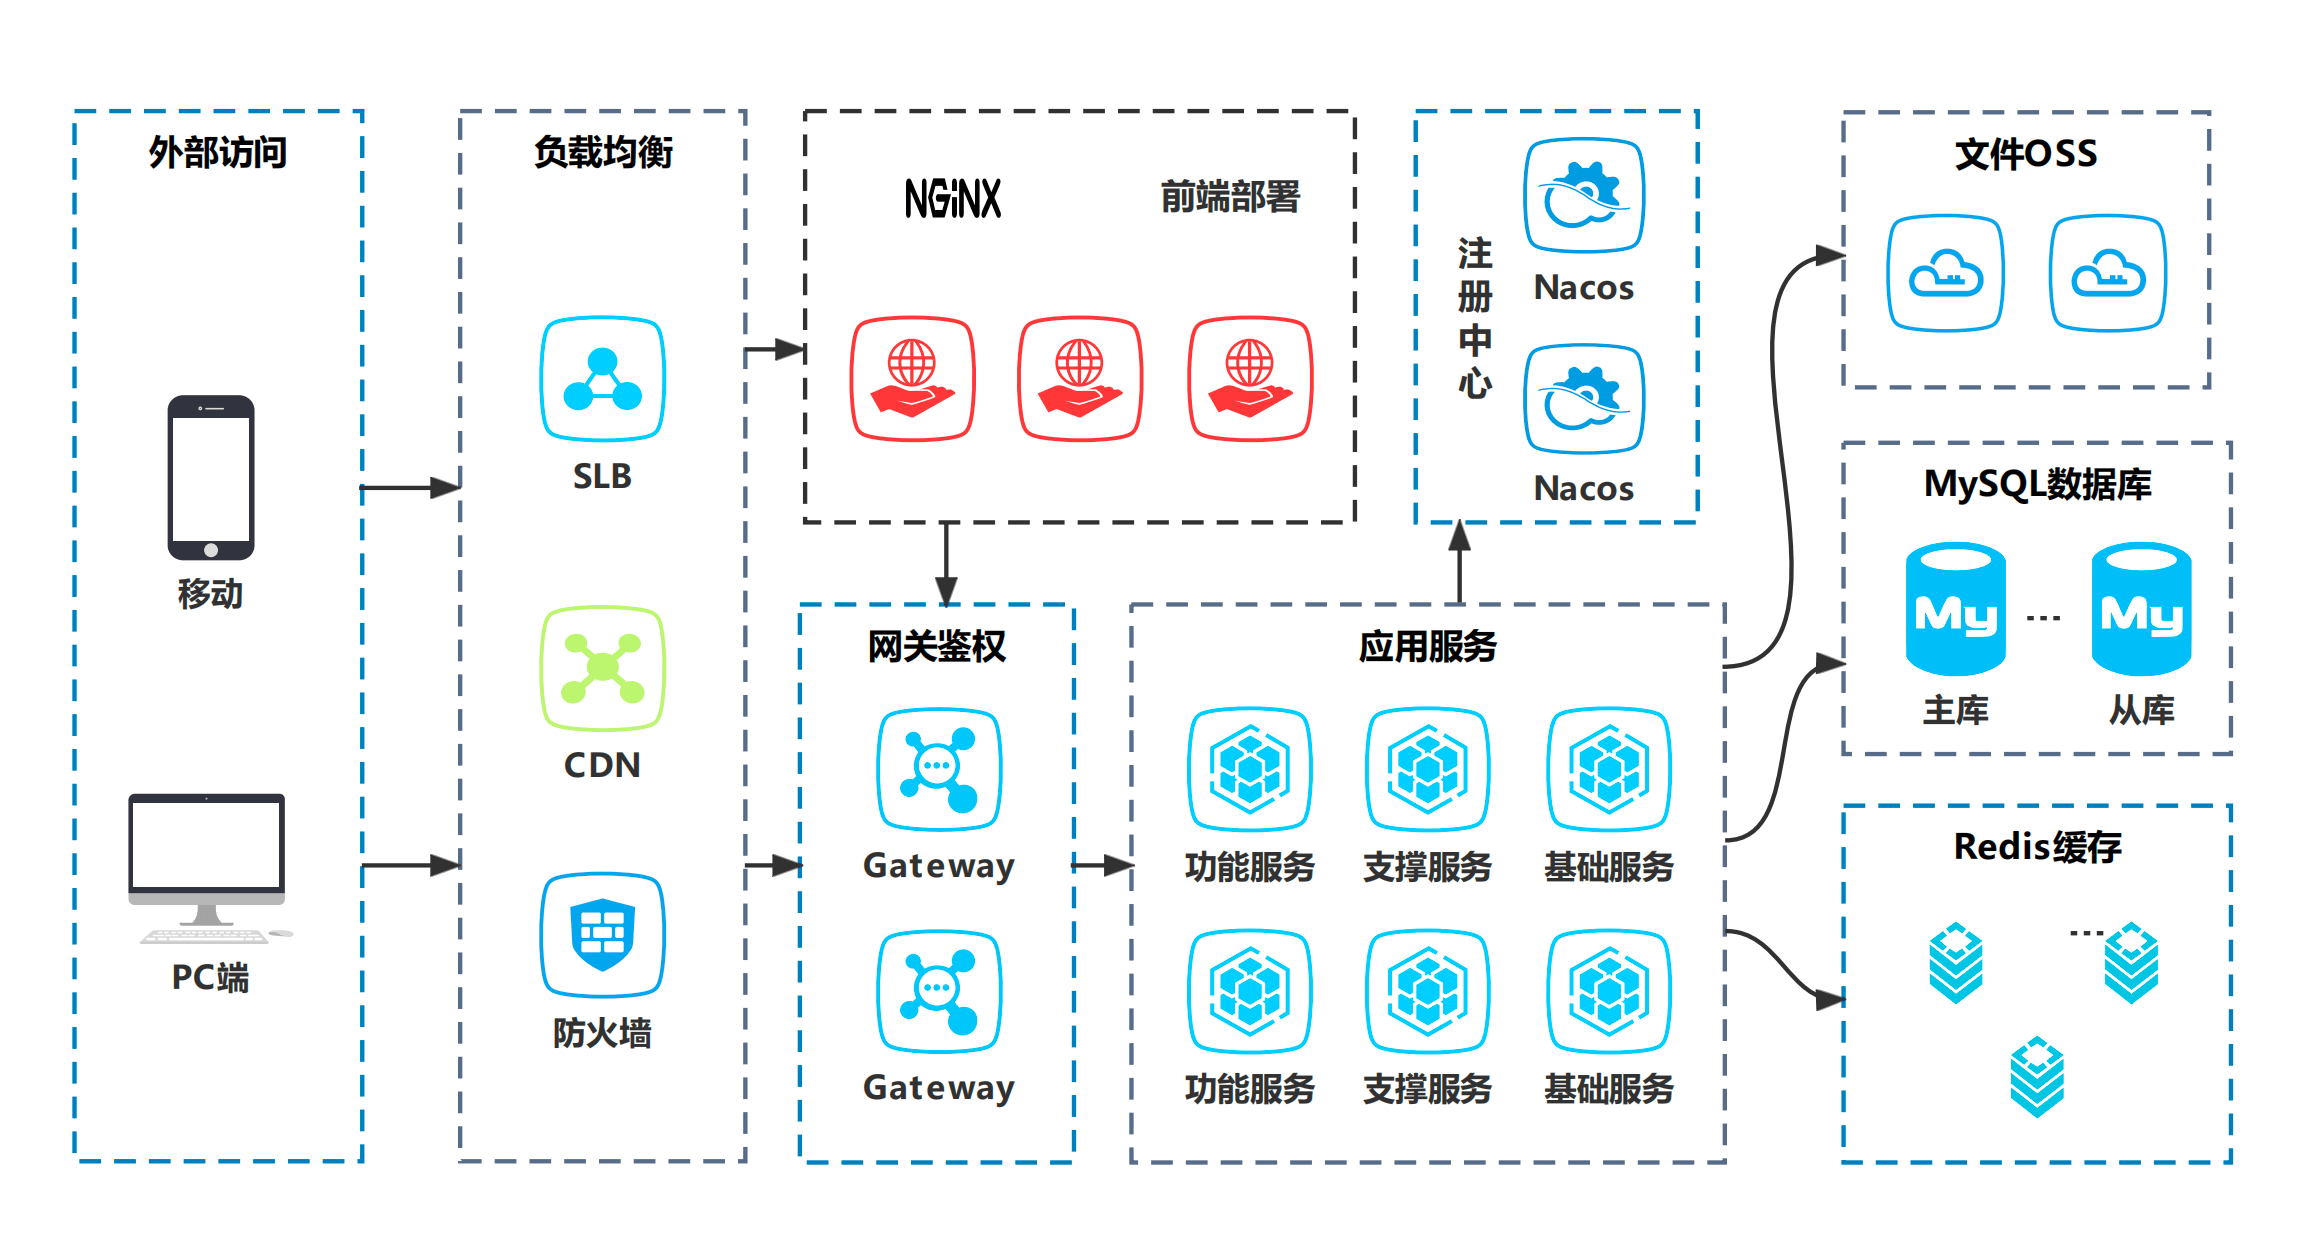 外部访问
移动
PC端
负载均衡
SLB
CDN
防火墙
NGINX
前端部署
网关鉴权
Gateway
Gateway
注册中心
Nacos
Nacos
应用服务
功能服务
支撑服务
基础服务
功能服务
支撑服务
基础服务
文件OSS
MySQL数据库
My
...
My
主库
从库
Redis缓存
...